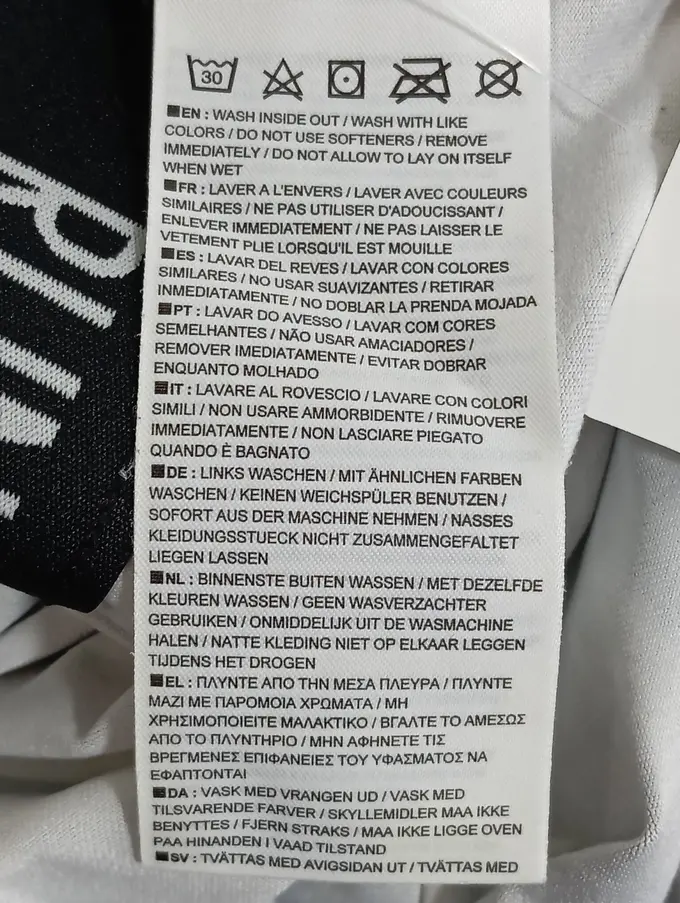 30
EN : WASH INSIDE OUT / WASH WITH LIKE
COLORS / DO NOT USE SOFTENERS / REMOVE
IMMEDIATELY / DO NOT ALLOW TO LAY ON ITSELF
WHEN WET
FR : LAVER A L'ENVERS / LAVER AVEC COULEURS
SIMILAIRES / NE PAS UTILISER D'ADOUCISSANT /
ENLEVER IMMEDIATEMENT / NE PAS LAISSER LE
VETEMENT PLIE LORSQU'IL EST MOUILLE
ES : LAVAR DEL REVES / LAVAR CON COLORES
SIMILARES / NO USAR SUAVIZANTES / RETIRAR
INMEDIATAMENTE / NO DOBLAR LA PRENDA MOJADA
PT : LAVAR DO AVESSO / LAVAR COM CORES
SEMELHANTES / NÃO USAR AMACIADORES /
REMOVER IMEDIATAMENTE / EVITAR DOBRAR
ENQUANTO MOLHADO
IT : LAVARE AL ROVESCIO / LAVARE CON COLORI
SIMILI / NON USARE AMMORBIDENTE / RIMUOVERE
IMMEDIATAMENTE / NON LASCIARE PIEGATO
QUANDO È BAGNATO
DE : LINKS WASCHEN / MIT ÄHNLICHEN FARBEN
WASCHEN / KEINEN WEICHSPÜLER BENUTZEN /
SOFORT AUS DER MASCHINE NEHMEN / NASSES
KLEIDUNGSSTUECK NICHT ZUSAMMENGEFALTET
LIEGEN LASSEN
NL : BINNENSTE BUITEN WASSEN / MET DEZELFDE
KLEUREN WASSEN / GEEN WASVERZACHTER
GEBRUIKEN / ONMIDDELIJK UIT DE WASMACHINE
HALEN / NATTE KLEDING NIET OP ELKAAR LEGGEN
TIJDENS HET DROGEN
EL : ΠΛΥΝΤΕ ΑΠΟ ΤΗΝ ΜΕΣΑ ΠΛΕΥΡΑ / ΠΛΥΝΤΕ
ΜΑΖΙ ΜΕ ΠΑΡΟΜΟΙΑ ΧΡΩΜΑΤΑ / ΜΗ
ΧΡΗΣΙΜΟΠΟΙΕΙΤΕ ΜΑΛΑΚΤΙΚΟ / ΒΓΑΛΤΕ ΤΟ ΑΜΕΣΩΣ
ΑΠΟ ΤΟ ΠΛΥΝΤΗΡΙΟ / ΜΗΝ ΑΦΗΝΕΤΕ ΤΙΣ
ΒΡΕΓΜΕΝΕΣ ΕΠΙΦΑΝΕΙΕΣ ΤΟΥ ΥΦΑΣΜΑΤΟΣ ΝΑ
ΕΦΑΠΤΟΝΤΑΙ
DA : VASK MED VRANGEN UD / VASK MED
TILSVARENDE FARVER / SKYLLEMIDLER MAA IKKE
BENYTTES / FJERN STRAKS / MAA IKKE LIGGE OVEN
PAA HINANDEN I VAAD TILSTAND
SV : TVÄTTAS MED AVIGSIDAN UT / TVÄTTAS MED